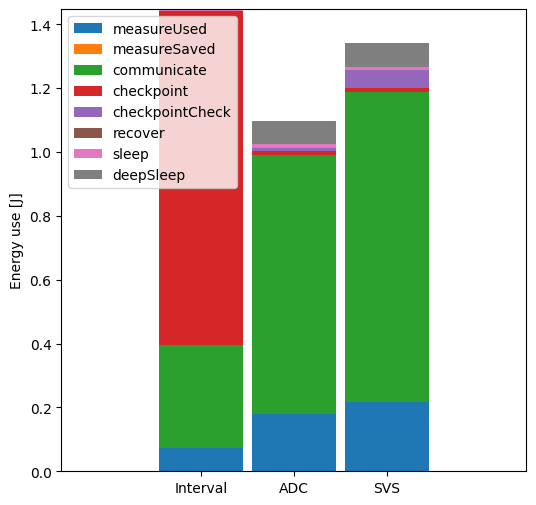 measureUsed
measureSaved
communicate
checkpoint
checkpointCheck
recover
sleep
deepSleep
Energy use [J]
1.4
1.2
1.0
0.8
0.6
0.4
0.2
0.0
Interval ADC SVS